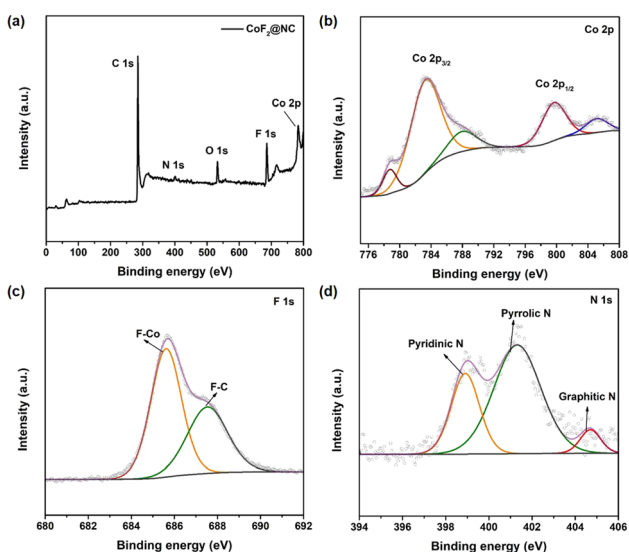 (a)
CoF2@NC
C 1s
N 1s
O 1s
F 1s
Co 2p
Intensity (a.u.)
0 100 200 300 400 500 600 700 800
Binding energy (eV)
(b)
Co 2p
Co 2p3/2
Co 2p1/2
Intensity (a.u.)
776 780 784 788 792 796 800 804 808
Binding energy (eV)
(c)
F 1s
F-Co
F-C
Intensity (a.u.)
680 682 684 686 688 690 692
Binding energy (eV)
(d)
N 1s
Pyrrolic N
Pyridinic N
Graphitic N
Intensity (a.u.)
394 396 398 400 402 404 406
Binding energy (eV)